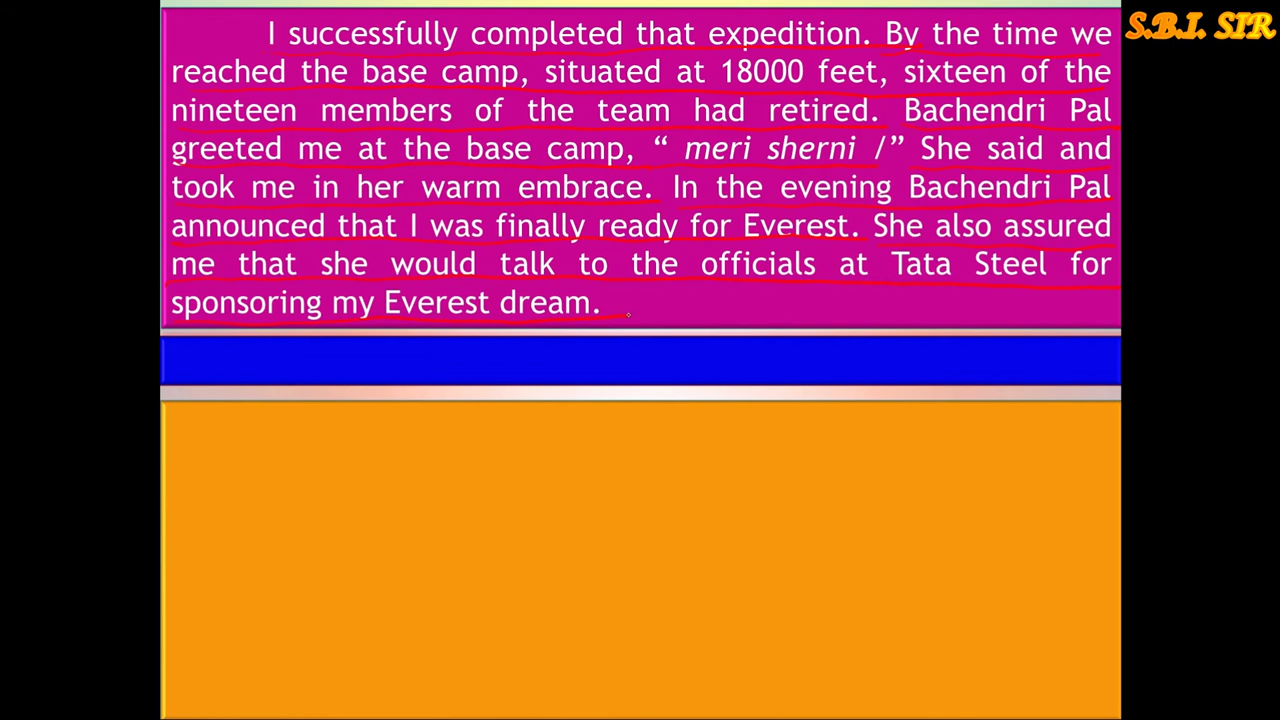 I successfully completed that expedition. By the time we
reached the base camp, situated at 18000 feet, sixteen of the
nineteen members of the team had retired. Bachendri Pal
greeted me at the base camp, “ meri sherni /” She said and
took me in her warm embrace. In the evening Bachendri Pal
announced that I was finally ready for Everest. She also assured
me that she would talk to the officials at Tata Steel for
sponsoring my Everest dream.
S.B.I. SIR